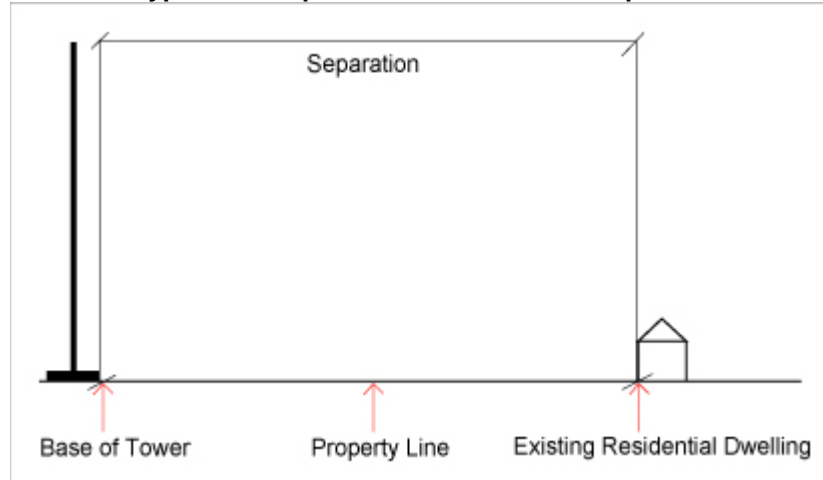 Separation
Base of Tower
Property Line
Existing Residential Dwelling